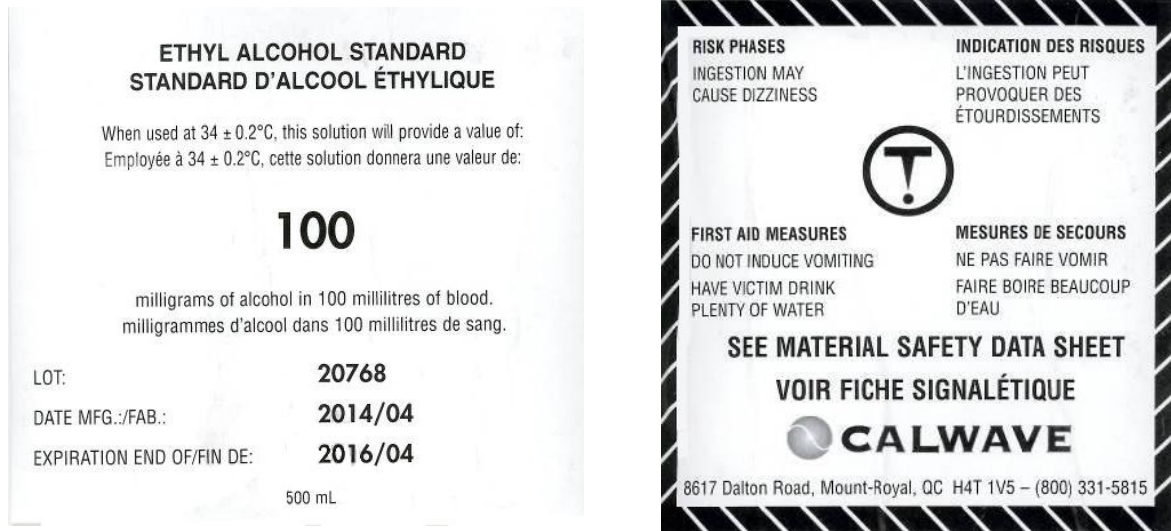 ETHYL ALCOHOL STANDARD
STANDARD D'ALCOOL ÉTHYLIQUE
When used at 34 ± 0.2°C, this solution will provide a value of:
Employée à 34 ± 0.2°C, cette solution donnera une valeur de:
100
milligrams of alcohol in 100 millilitres of blood.
milligrammes d'alcool dans 100 millilitres de sang.
LOT: 20768
DATE MFG.:/FAB.: 2014/04
EXPIRATION END OF/FIN DE: 2016/04
500 mL
RISK PHASES
INGESTION MAY
CAUSE DIZZINESS
INDICATION DES RISQUES
L'INGESTION PEUT
PROVOQUER DES
ÉTOURDISSEMENTS
FIRST AID MEASURES
DO NOT INDUCE VOMITING
HAVE VICTIM DRINK
PLENTY OF WATER
MESURES DE SECOURS
NE PAS FAIRE VOMIR
FAIRE BOIRE BEAUCOUP
D'EAU
SEE MATERIAL SAFETY DATA SHEET
VOIR FICHE SIGNALÉTIQUE
CALWAVE
8617 Dalton Road, Mount-Royal, QC H4T 1V5 – (800) 331-5815